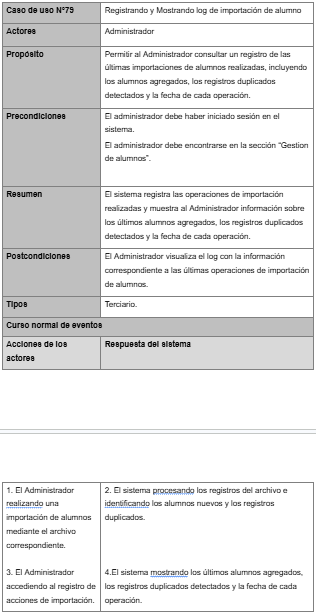 Caso de uso N°79
Registrando y Mostrando log de importación de alumno
Actores
Administrador
Propósito
Permitir al Administrador consultar un registro de las
últimas importaciones de alumnos realizadas, incluyendo
los alumnos agregados, los registros duplicados
detectados y la fecha de cada operación.
Precondiciones
El administrador debe haber iniciado sesión en el
sistema.
El administrador debe encontrarse en la sección “Gestion
de alumnos”.
Resumen
El sistema registra las operaciones de importación
realizadas y muestra al Administrador información sobre
los últimos alumnos agregados, los registros duplicados
detectados y la fecha de cada operación.
Postcondiciones
El Administrador visualiza el log con la información
correspondiente a las últimas operaciones de importación
de alumnos.
Tipos
Terciario.
Curso normal de eventos
Acciones de los
actores
Respuesta del sistema
1. El Administrador
realizando una
importación de alumnos
mediante el archivo
correspondiente.
2. El sistema procesando los registros del archivo e
identificando los alumnos nuevos y los registros
duplicados.
3. El Administrador
accediendo al registro de
acciones de importación.
4.El sistema mostrando los últimos alumnos agregados,
los registros duplicados detectados y la fecha de cada
operación.